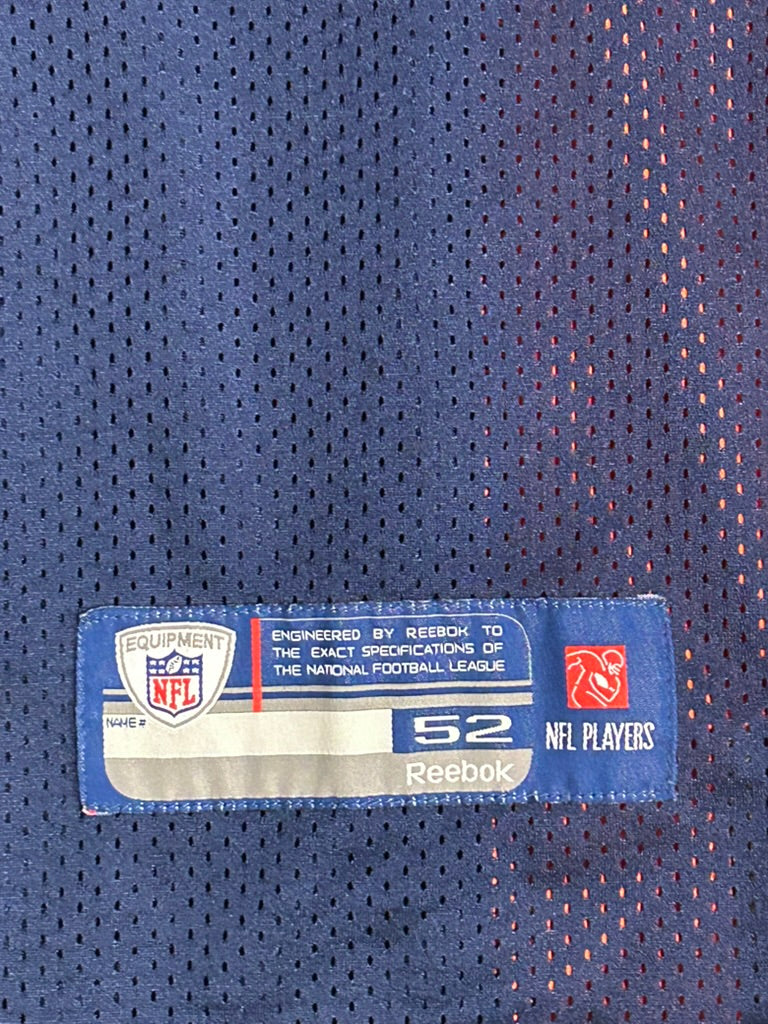 EQUIPMENT
NFL
ENGINEERED BY REEBOK TO
THE EXACT SPECIFICATIONS OF
THE NATIONAL FOOTBALL LEAGUE
NAME #
52
Reebok
NFL PLAYERS